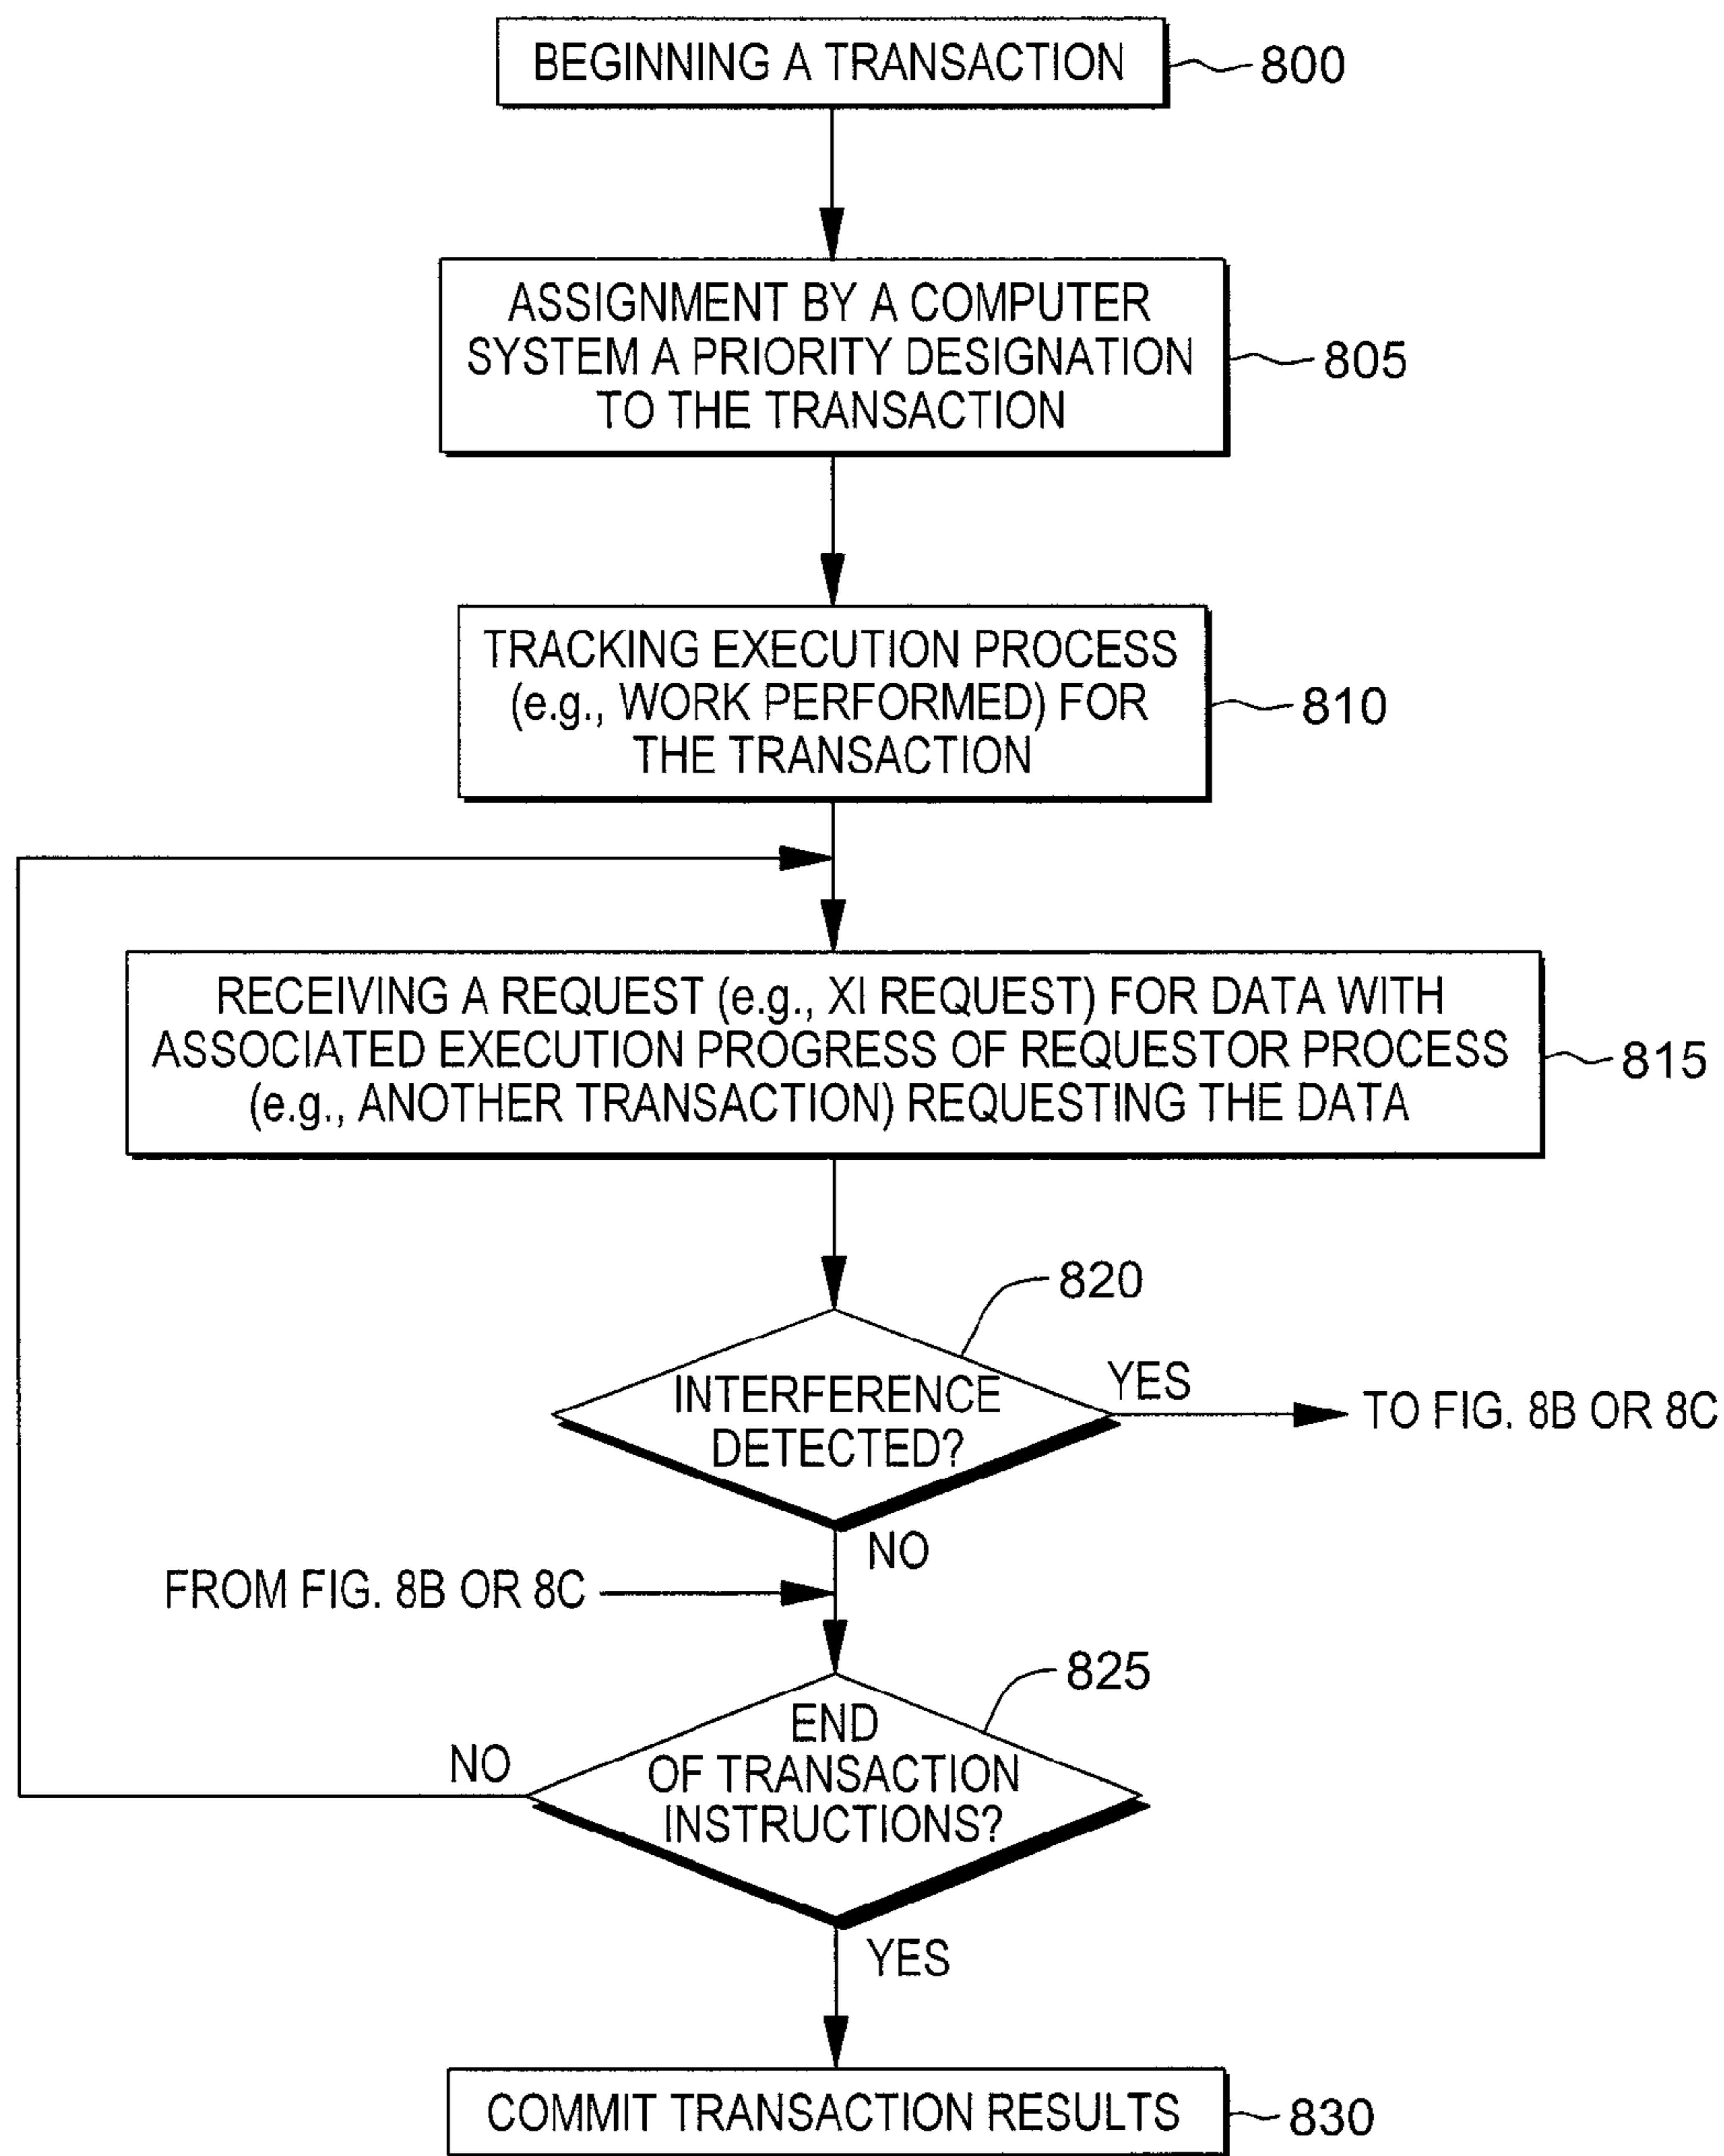 BEGINNING A TRANSACTION
800
ASSIGNMENT BY A COMPUTER
SYSTEM A PRIORITY DESIGNATION
TO THE TRANSACTION
805
TRACKING EXECUTION PROCESS
(e.g., WORK PERFORMED) FOR
THE TRANSACTION
810
RECEIVING A REQUEST (e.g., XI REQUEST) FOR DATA WITH
ASSOCIATED EXECUTION PROGRESS OF REQUESTOR PROCESS
(e.g., ANOTHER TRANSACTION) REQUESTING THE DATA
815
820
INTERFERENCE
DETECTED?
YES
TO FIG. 8B OR 8C
NO
FROM FIG. 8B OR 8C
825
END
OF TRANSACTION
INSTRUCTIONS?
NO
YES
COMMIT TRANSACTION RESULTS
830